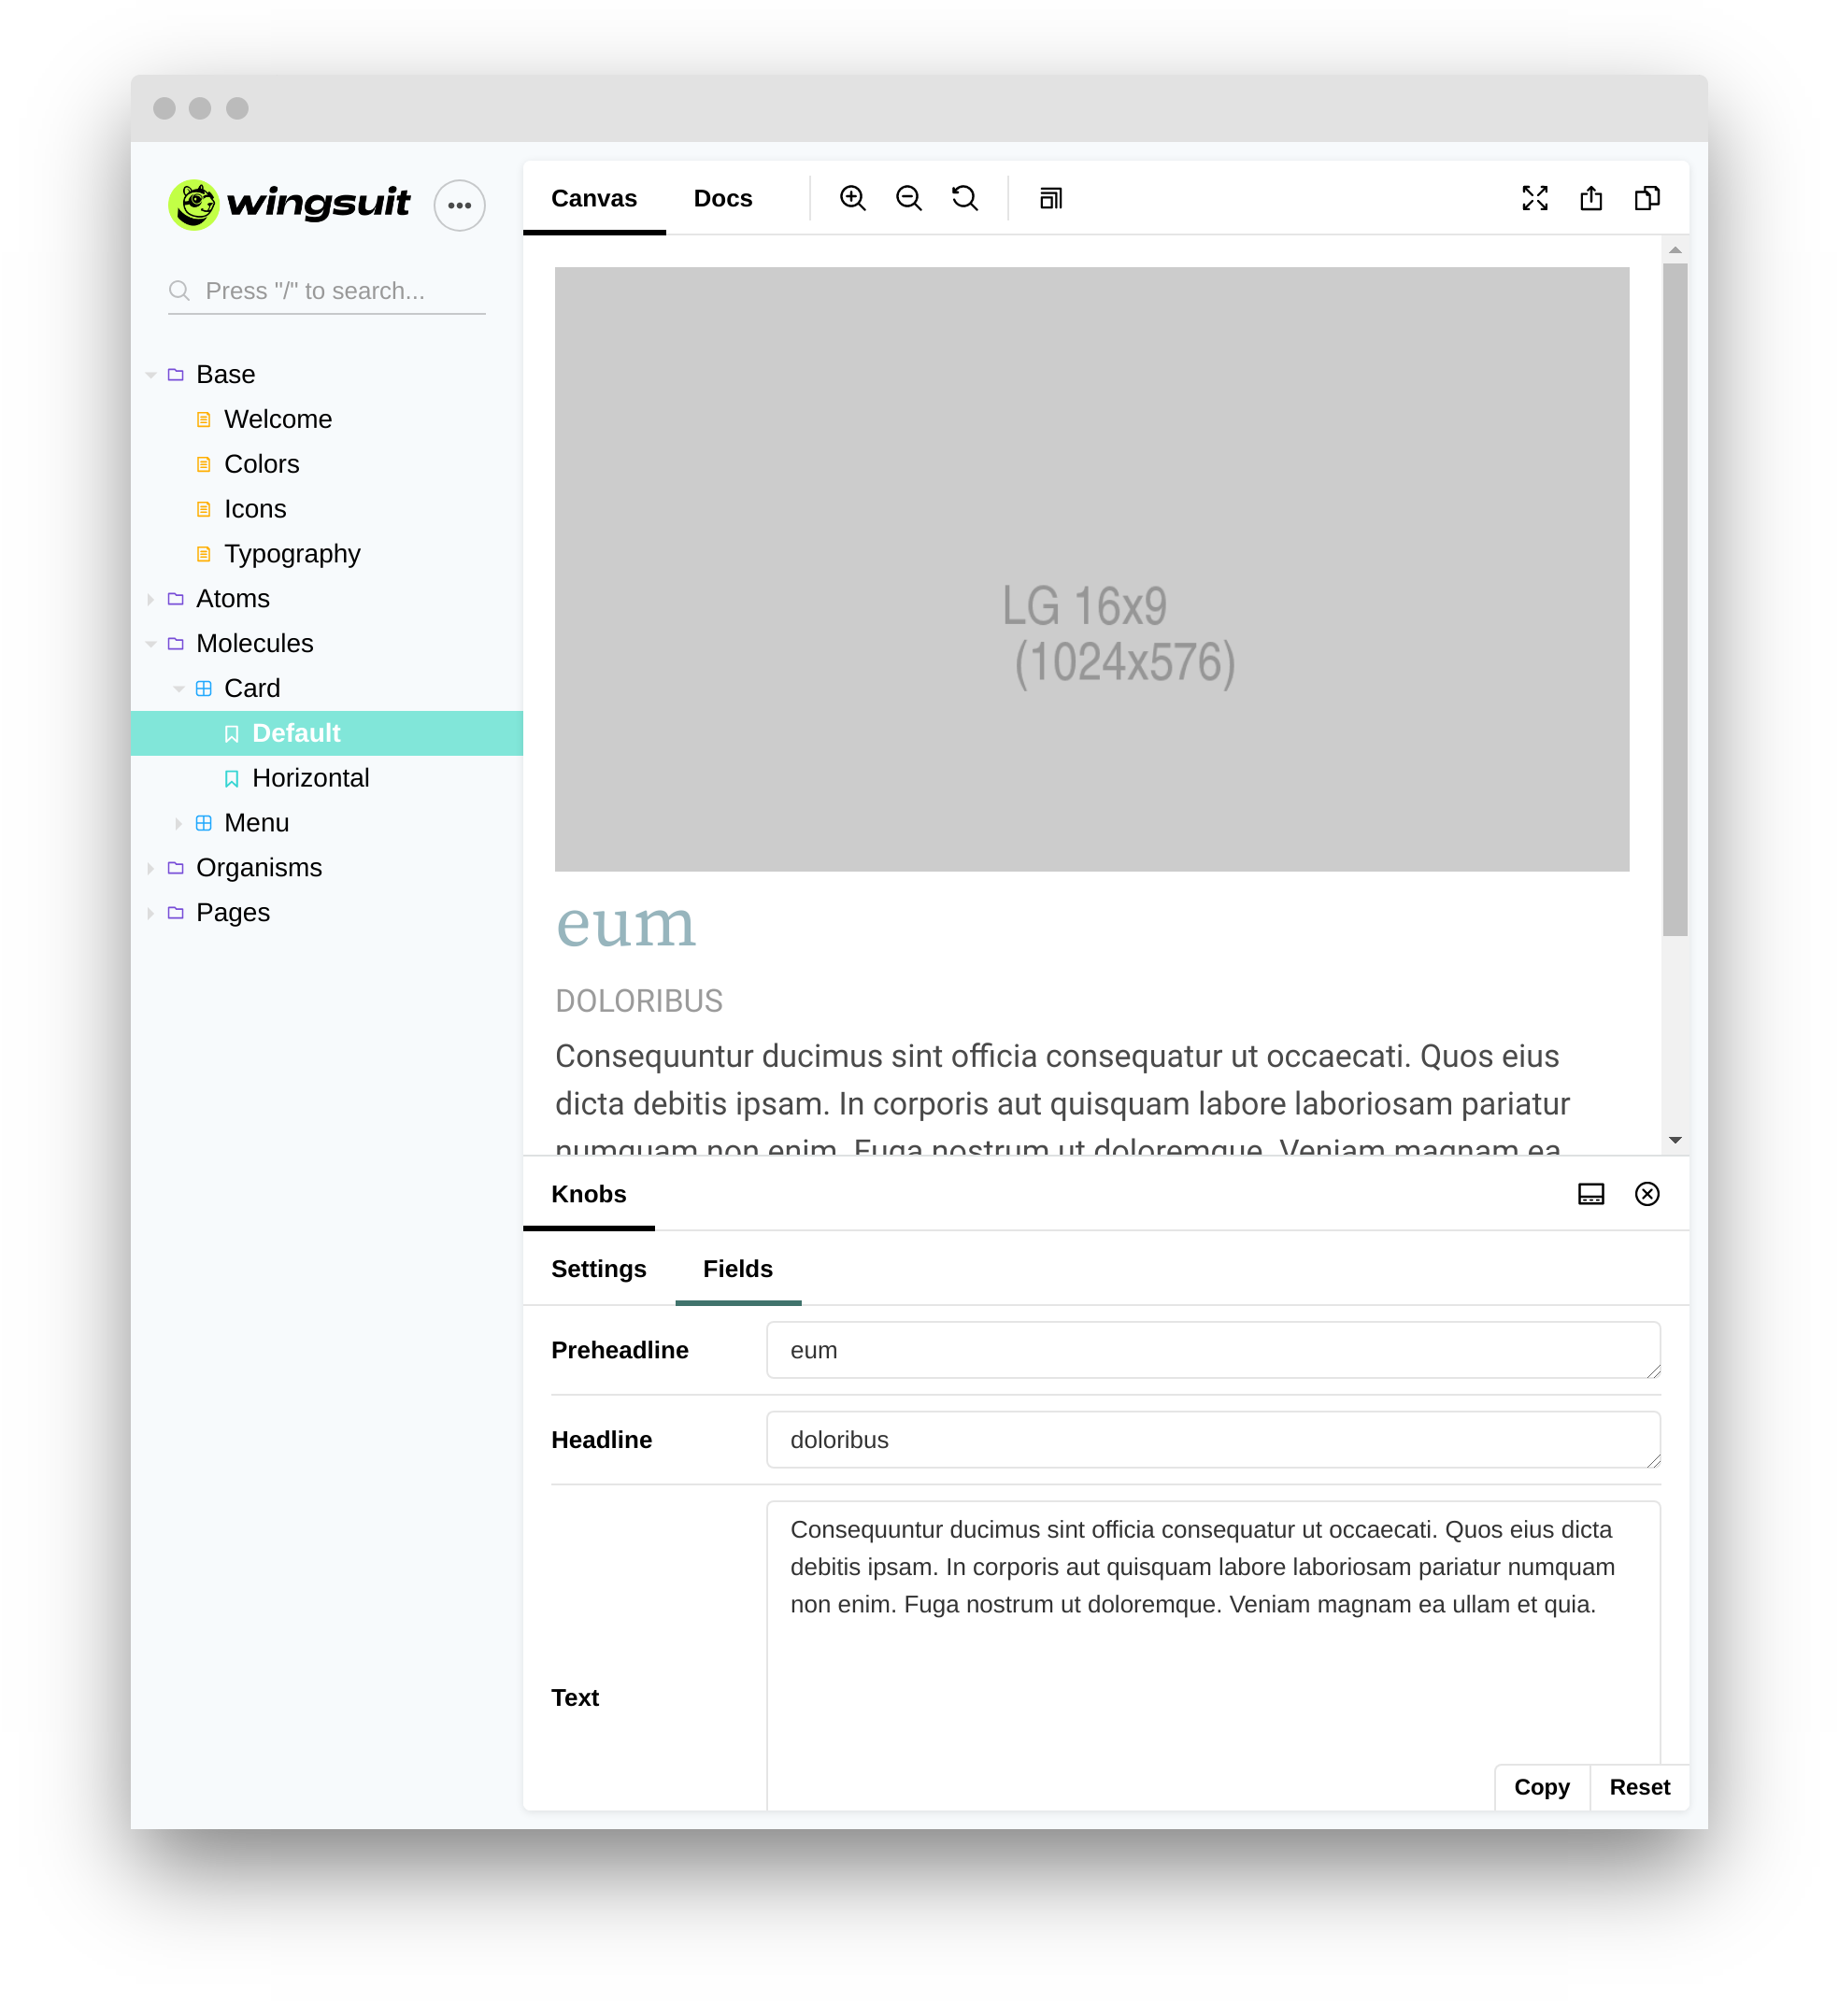 wingsuit
Press "/" to search...
Base
Welcome
Colors
Icons
Typography
Atoms
Molecules
Card
Default
Horizontal
Menu
Organisms
Pages
Canvas
Docs
LG 16x9
(1024x576)
eum
DOLORIBUS
Consequuntur ducimus sint officia consequatur ut occaecati. Quos eius
dicta debitis ipsam. In corporis aut quisquam labore laboriosam pariatur
numquam non enim. Fuga nostrum ut doloremque. Veniam magnam ea
Knobs
Settings
Fields
Preheadline
eum
Headline
doloribus
Text
Consequuntur ducimus sint officia consequatur ut occaecati. Quos eius dicta
debitis ipsam. In corporis aut quisquam labore laboriosam pariatur numquam
non enim. Fuga nostrum ut doloremque. Veniam magnam ea ullam et quia.
Copy
Reset